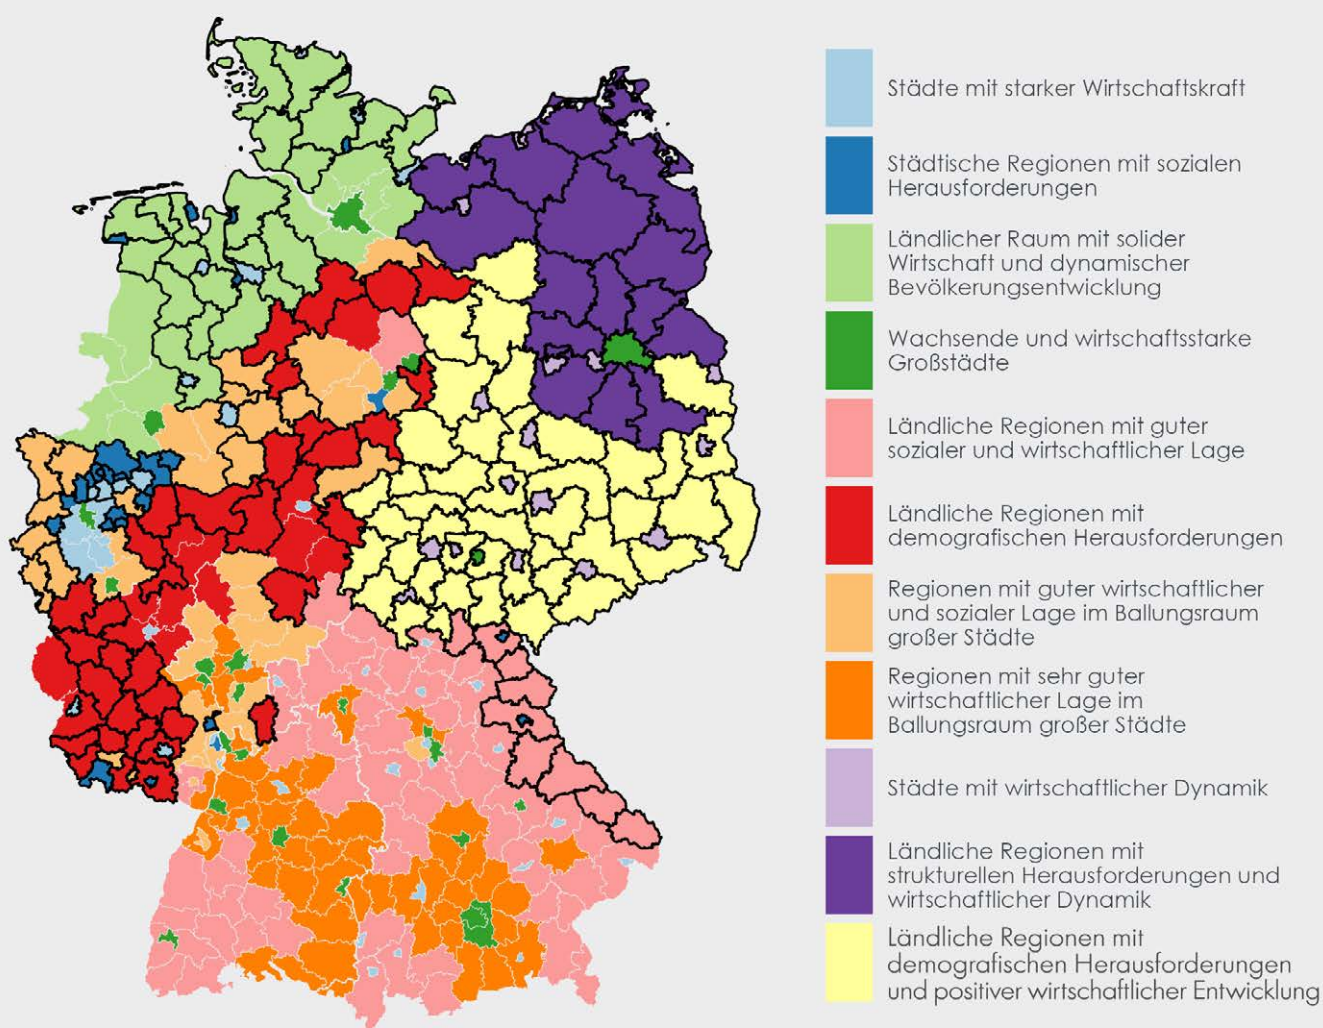 Städte mit starker Wirtschaftskraft
Städtische Regionen mit sozialen
Herausforderungen
Ländlicher Raum mit solider
Wirtschaft und dynamischer
Bevölkerungsentwicklung
Wachsende und wirtschaftsstarke
Großstädte
Ländliche Regionen mit guter
sozialer und wirtschaftlicher Lage
Ländliche Regionen mit
demografischen Herausforderungen
Regionen mit guter wirtschaftlicher
und sozialer Lage im Ballungsraum
großer Städte
Regionen mit sehr guter
wirtschaftlicher Lage im
Ballungsraum großer Städte
Städte mit wirtschaftlicher Dynamik
Ländliche Regionen mit
strukturellen Herausforderungen und
wirtschaftlicher Dynamik
Ländliche Regionen mit
demografischen Herausforderungen
und positiver wirtschaftlicher Entwicklung